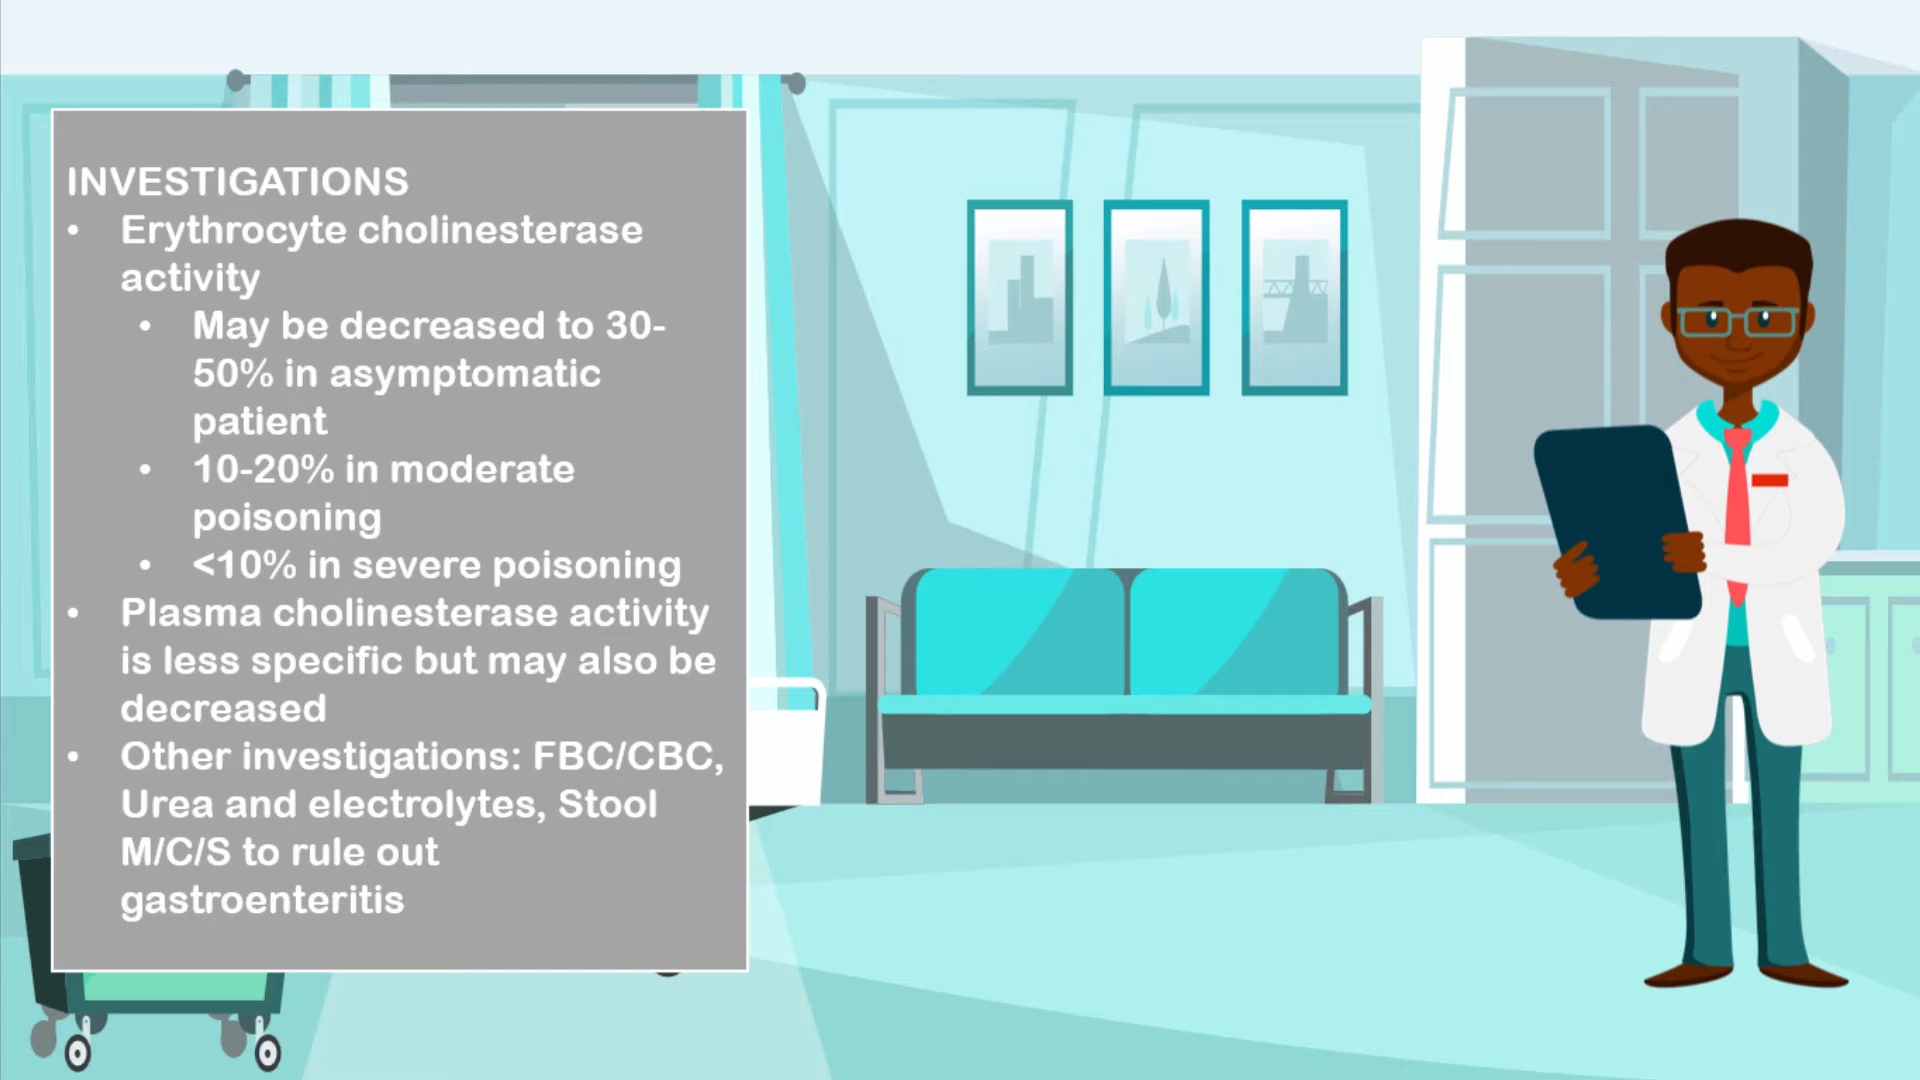 INVESTIGATIONS
• Erythrocyte cholinesterase
activity
• May be decreased to 30-
50% in asymptomatic
patient
• 10-20% in moderate
poisoning
• <10% in severe poisoning
• Plasma cholinesterase activity
is less specific but may also be
decreased
• Other investigations: FBC/CBC,
Urea and electrolytes, Stool
M/C/S to rule out
gastroenteritis